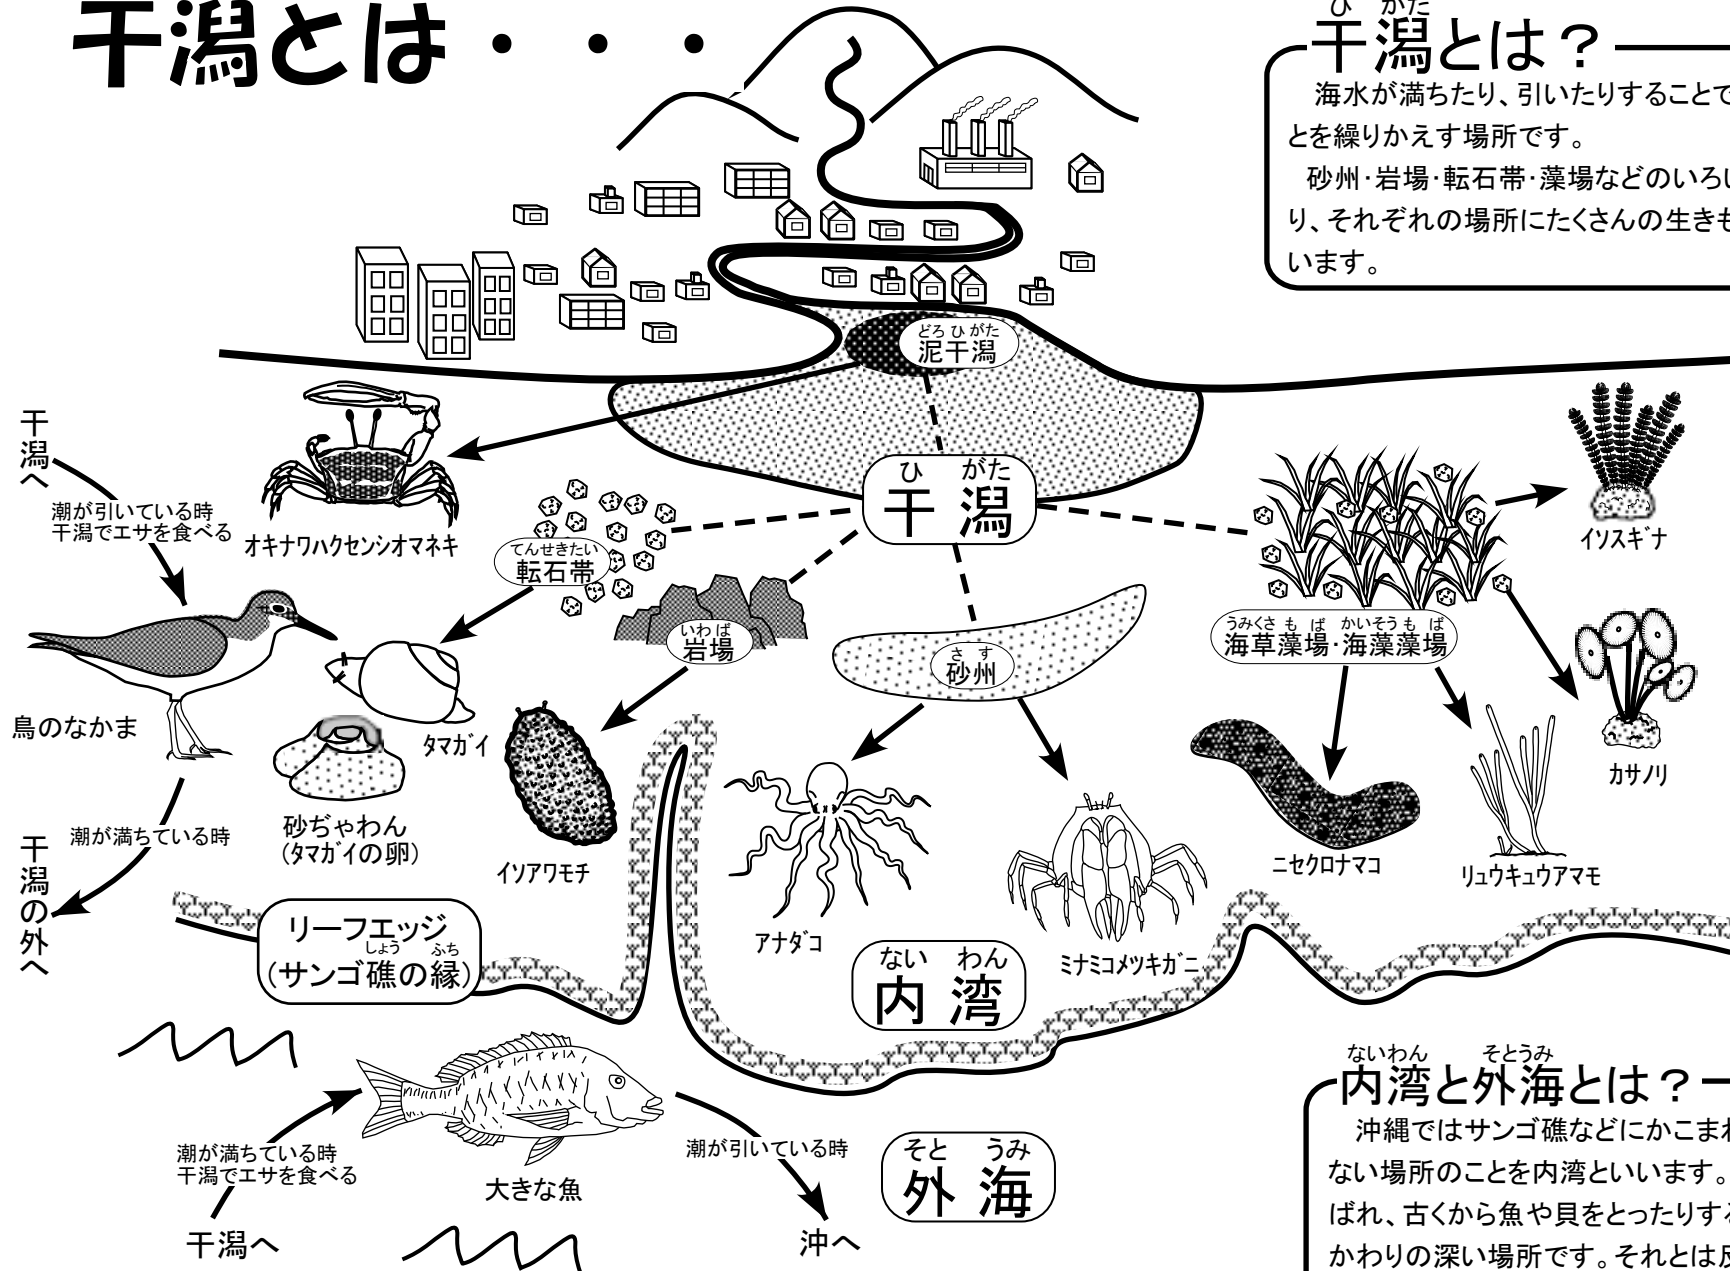 干潟とは・・・
ひ がた
干潟とは？
海水が満ちたり、引いたりすることで
とを繰りかえす場所です。
砂州・岩場・転石帯・藻場などのいろい
り、それぞれの場所にたくさんの生きも
います。
どろ ひ がた
泥干潟
干潟へ
潮が引いている時
干潟でエサを食べる
オキナワハクセンシオマネキ
ひ がた
干潟
てんせきたい
転石帯
いわ ば
岩場
さ す
砂州
うみくさ も ば かいそう も ば
海草藻場・海藻藻場
イソスギナ
カサノリ
鳥のなかま
タマガイ
砂ぢゃわん
(タマガイの卵)
イソアワモチ
潮が満ちている時
干潟の外へ
アナダコ
ミナミコメツキガニ
ニセクロナマコ
リュウキュウアマモ
リーフエッジ
しょう ふち
(サンゴ礁の縁)
ない わん
内湾
潮が満ちている時
干潟でエサを食べる
干潟へ
大きな魚
潮が引いている時
沖へ
そと うみ
外海
ないわん そとうみ
内湾と外海とは？
沖縄ではサンゴ礁などにかこまれ
ない場所のことを内湾といいます。
ばれ、古くから魚や貝をとったりする
かわりの深い場所です。それとは反